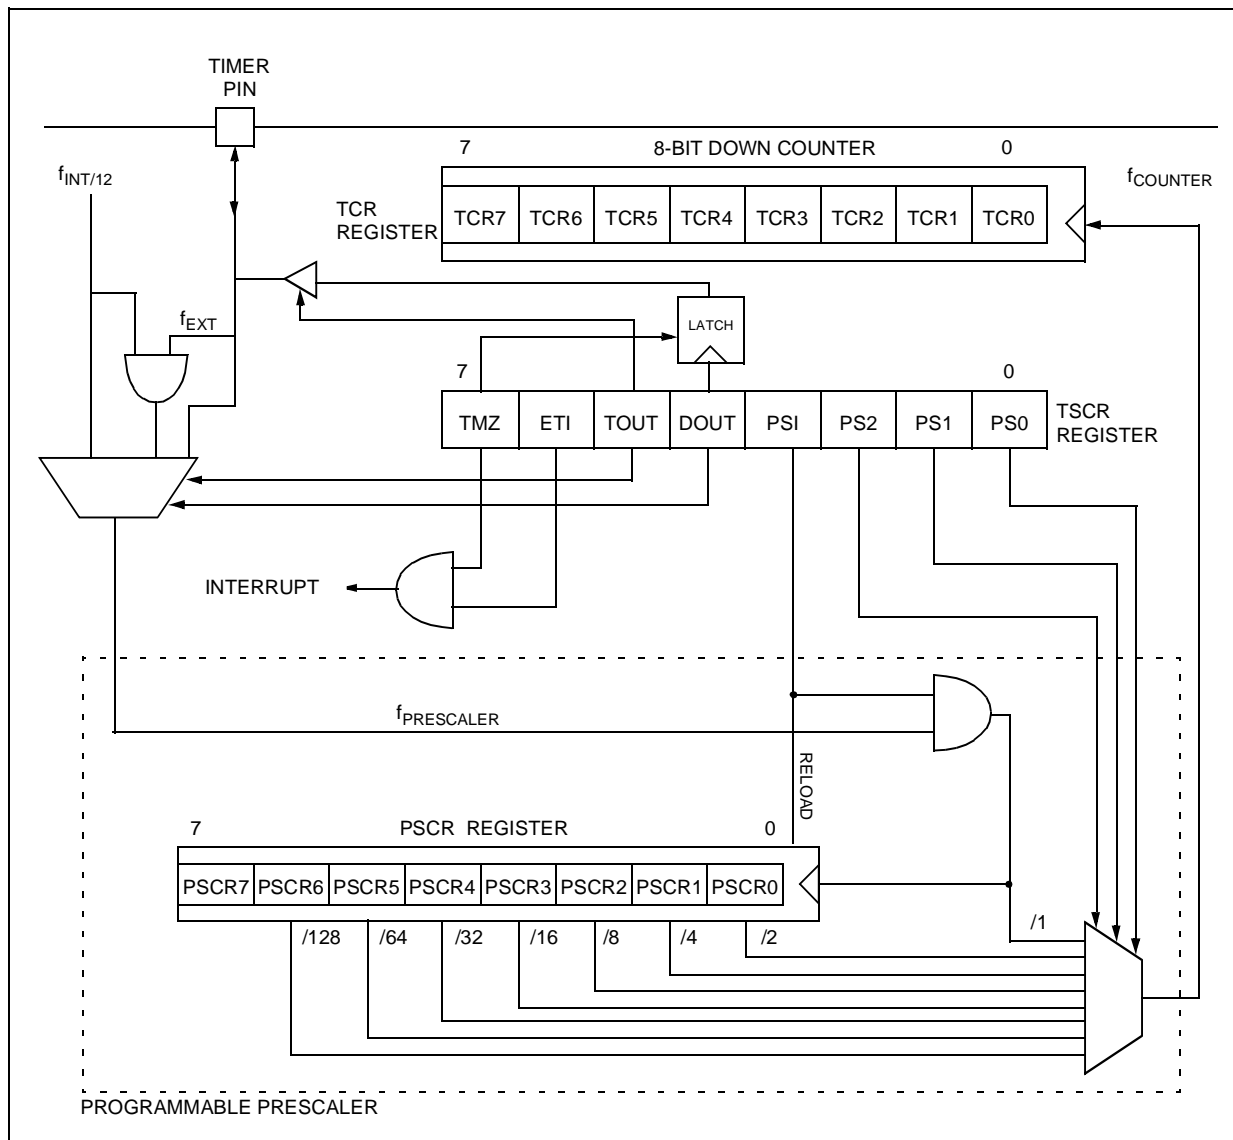 TIMER
PIN
7 8-BIT DOWN COUNTER 0
fINT/12
fCOUNTER
TCR
REGISTER
TCR7 TCR6 TCR5 TCR4 TCR3 TCR2 TCR1 TCR0
fEXT
LATCH
7 0
TMZ ETI TOUT DOUT PSI PS2 PS1 PS0
TSCR
REGISTER
INTERRUPT
fPRESCALER
RELOAD
7 PSCR REGISTER 0
PSCR7 PSCR6 PSCR5 PSCR4 PSCR3 PSCR2 PSCR1 PSCR0
/128 /64 /32 /16 /8 /4 /2 /1
PROGRAMMABLE PRESCALER